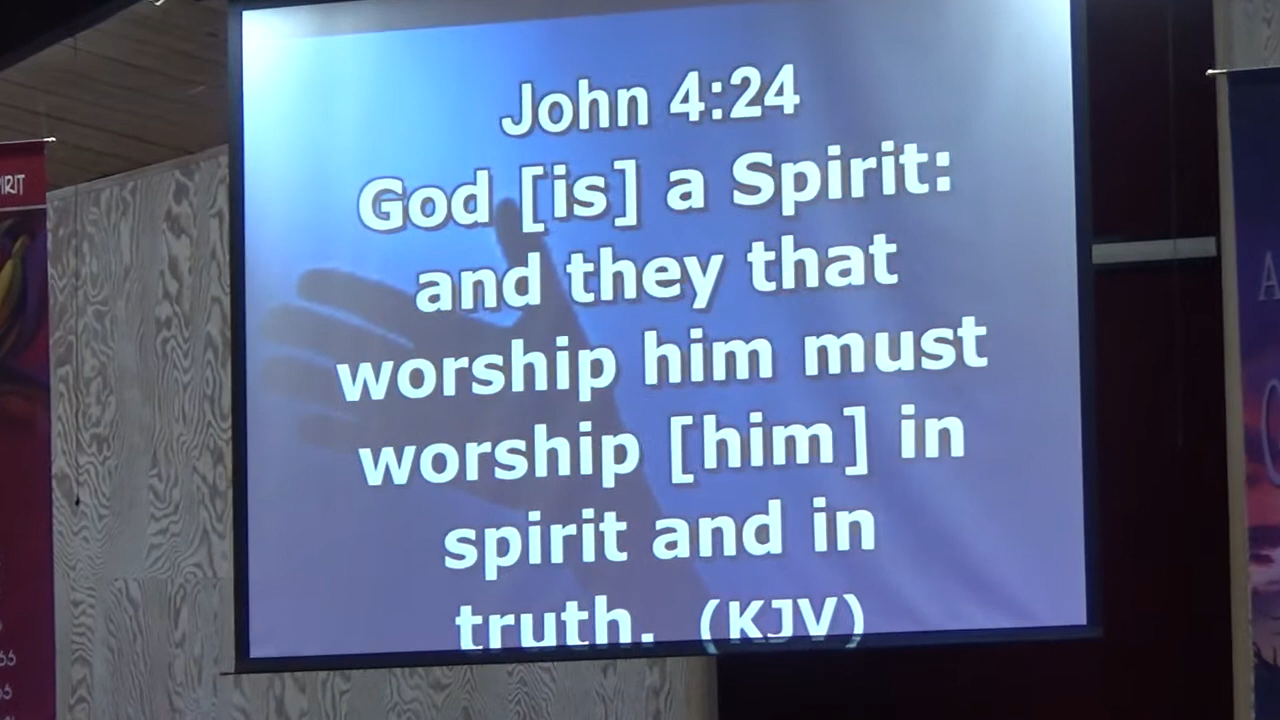 John 4:24
God [is] a Spirit:
and they that
worship him must
worship [him] in
spirit and in
truth. (KJV)